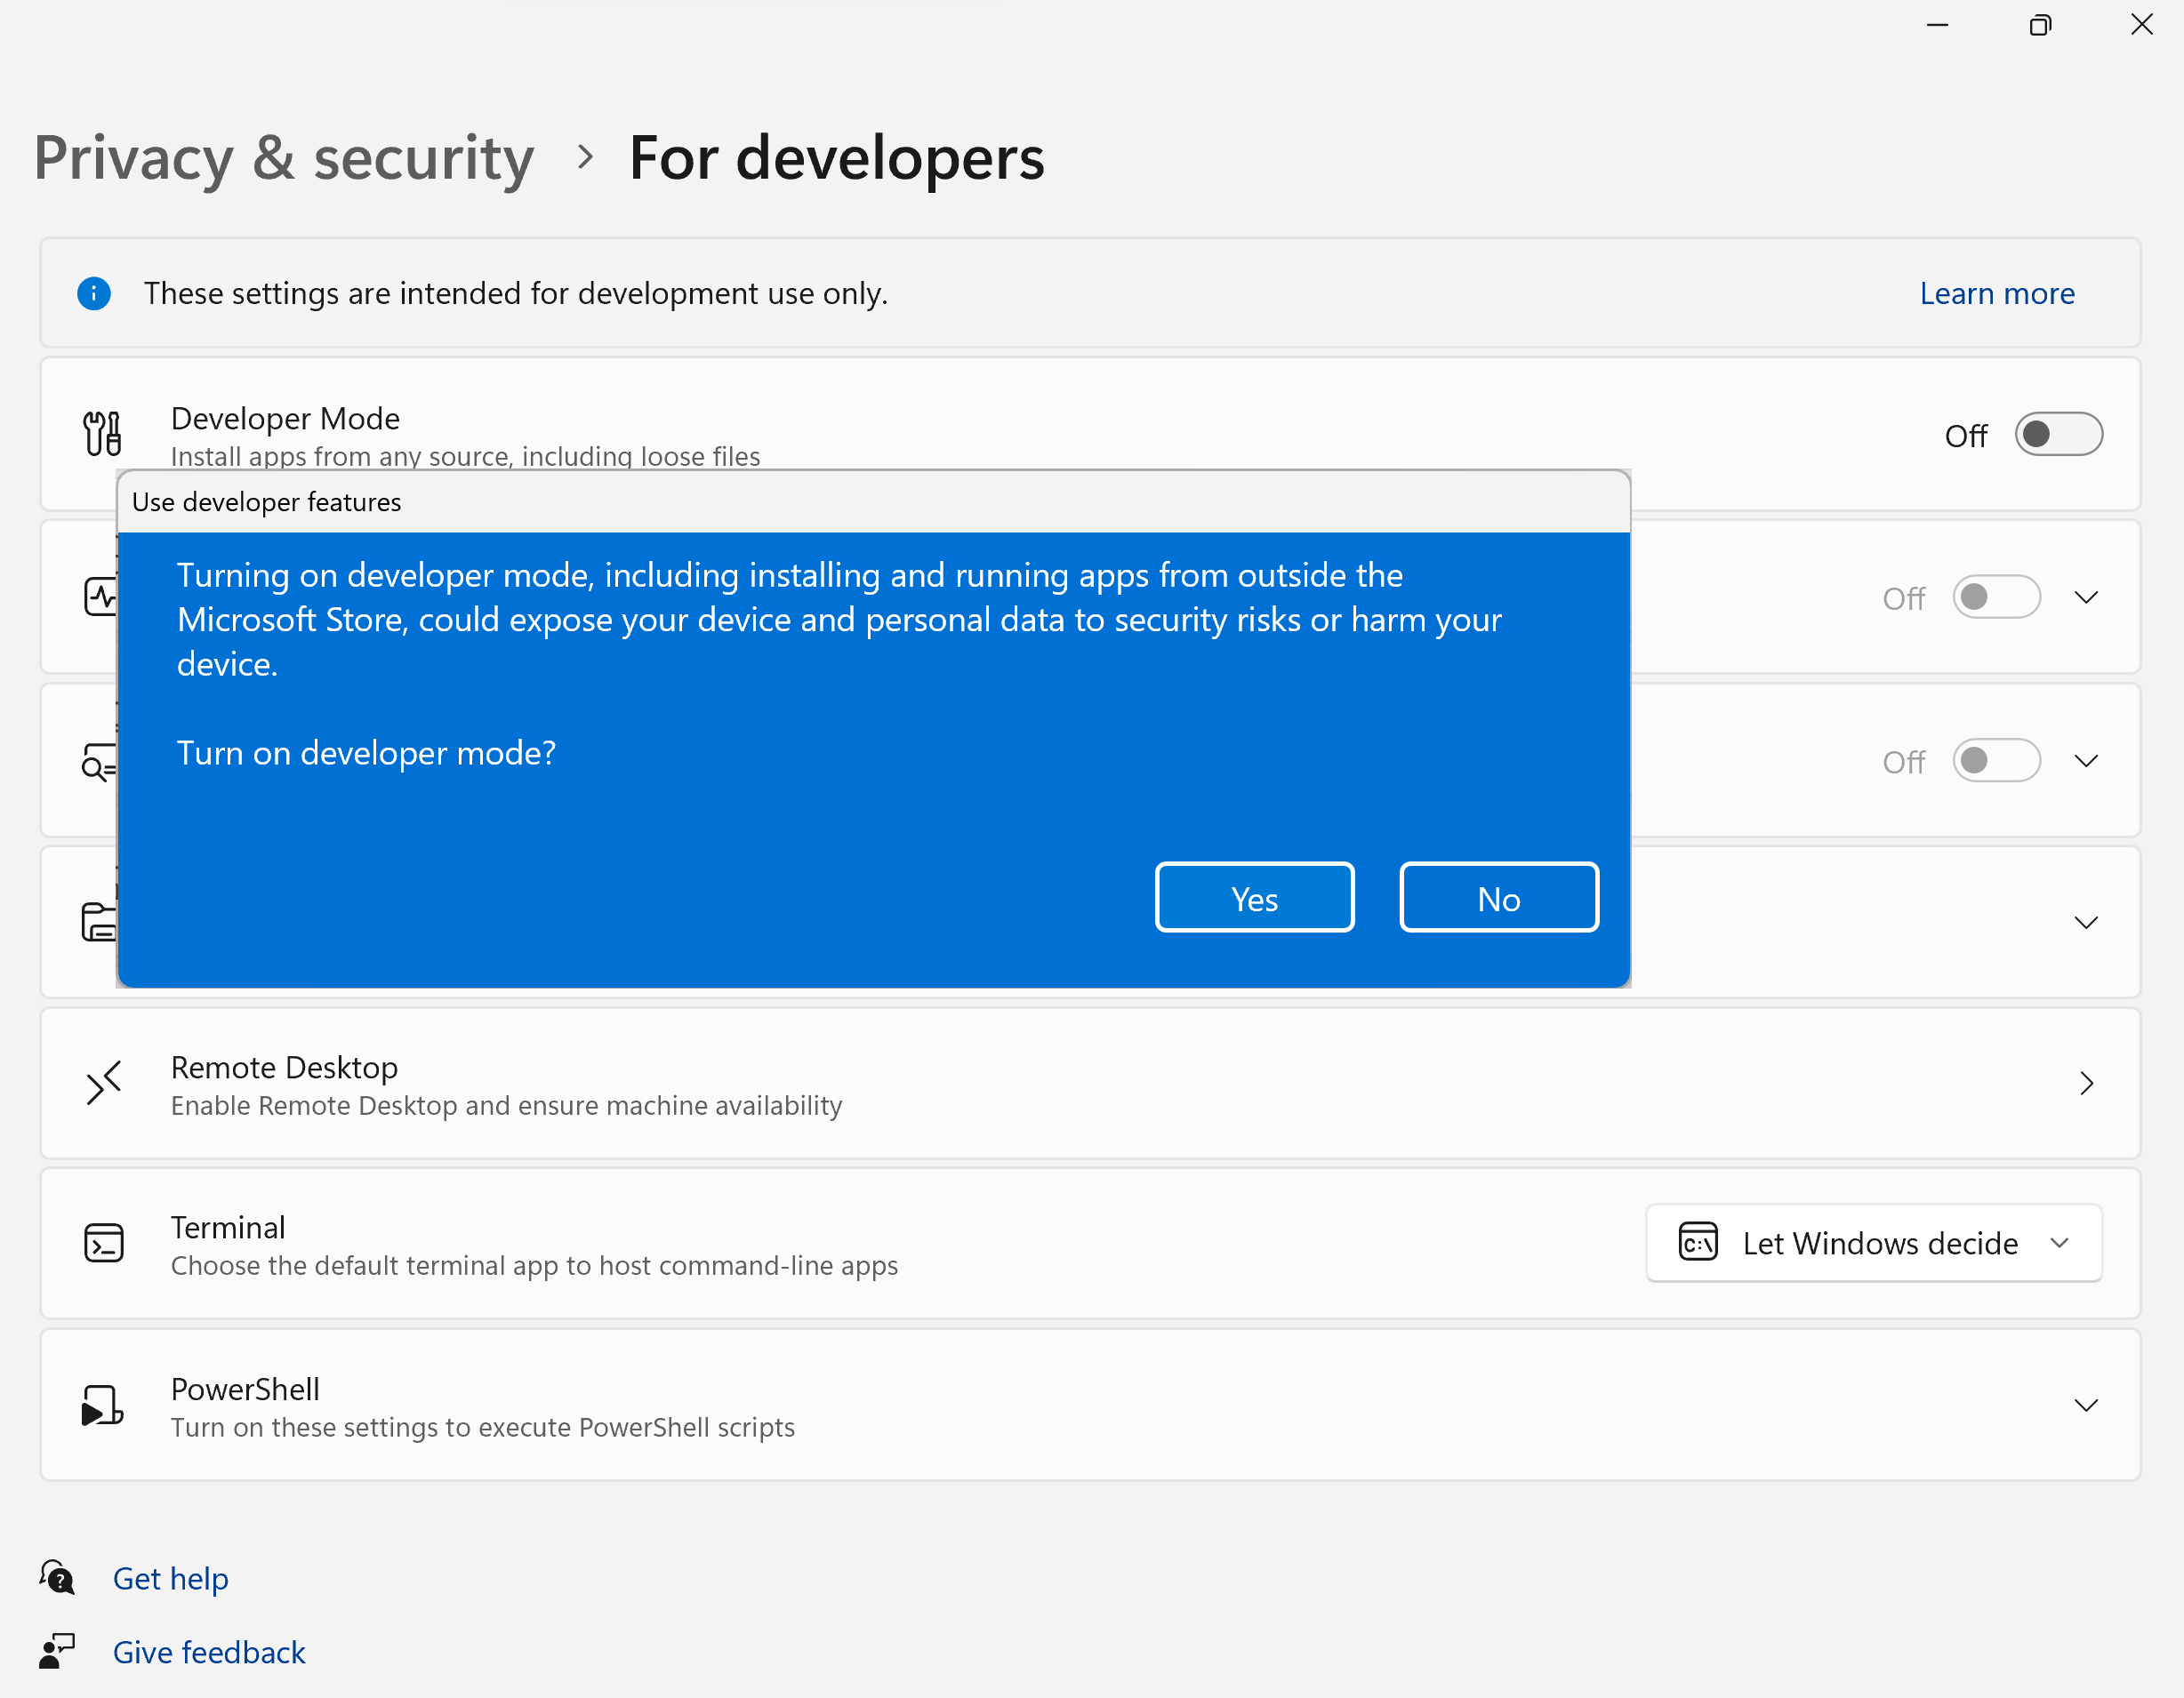 Privacy & security > For developers
These settings are intended for development use only.
Learn more
Developer Mode
Install apps from any source, including loose files
Off
Use developer features
Turning on developer mode, including installing and running apps from outside the
Microsoft Store, could expose your device and personal data to security risks or harm your
device.
Turn on developer mode?
Yes
No
Off
Off
Remote Desktop
Enable Remote Desktop and ensure machine availability
Terminal
Choose the default terminal app to host command-line apps
C:\
Let Windows decide
PowerShell
Turn on these settings to execute PowerShell scripts
Get help
Give feedback